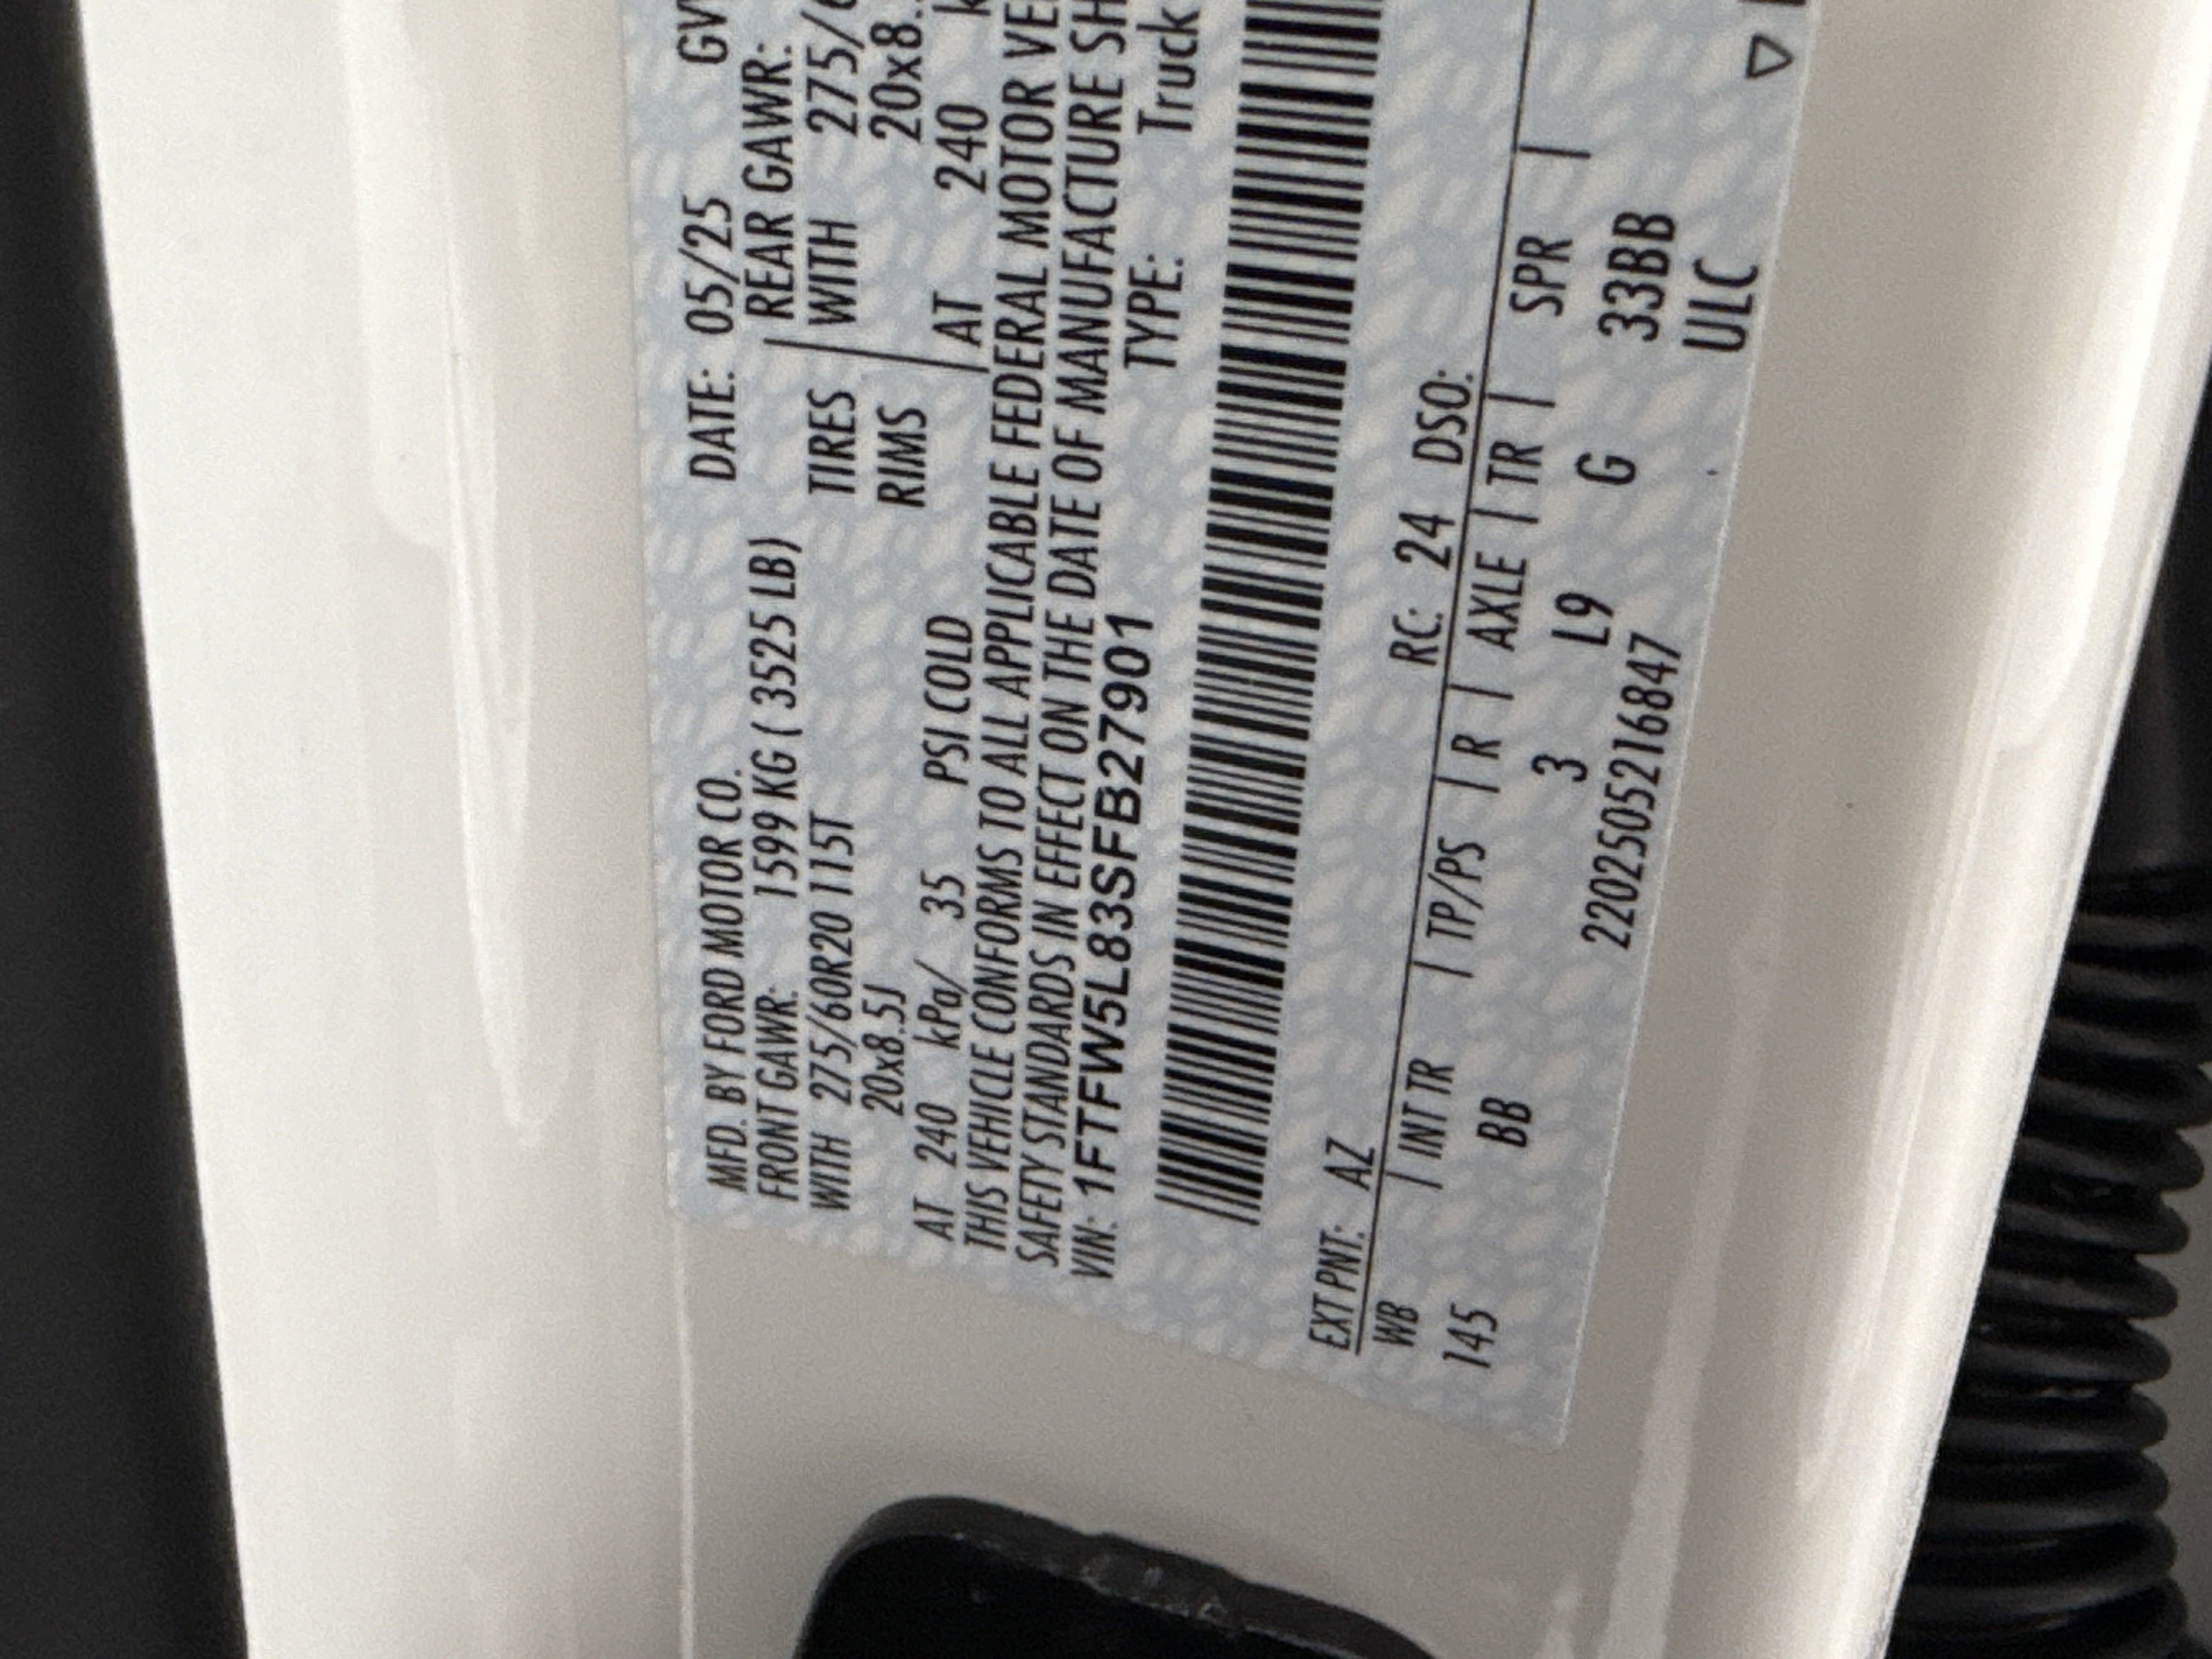 MFD. BY FORD MOTOR CO. DATE: 05/25
FRONT GAWR: 1599 KG ( 3525 LB) REAR GAWR:
WITH 275/60R20 115T TIRES WITH
20x8.5J RIMS
AT 240 kPa/ 35 PSI COLD AT 240
THIS VEHICLE CONFORMS TO ALL APPLICABLE FEDERAL MOTOR
SAFETY STANDARDS IN EFFECT ON THE DATE OF MANUFACTURE
VIN: 1FTFW5L83SFB27901 TYPE: Truck
EXT PNT: AZ RC: 24 DSO:
WB | INT TR | TP/PS | R | AXLE | TR | SPR |
145 BB 3 L9 G 33BB
2202505216847 ULC